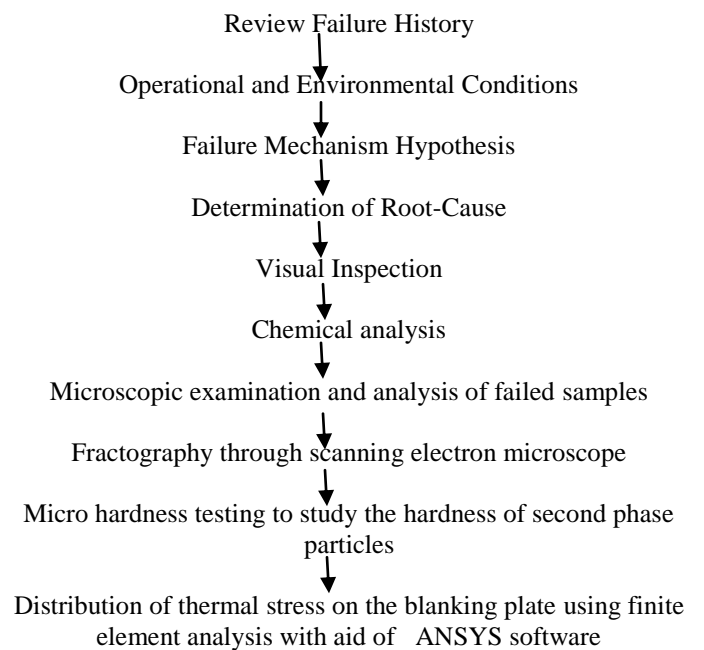 Review Failure History
Operational and Environmental Conditions
Failure Mechanism Hypothesis
Determination of Root-Cause
Visual Inspection
Chemical analysis
Microscopic examination and analysis of failed samples
Fractography through scanning electron microscope
Micro hardness testing to study the hardness of second phase
particles
Distribution of thermal stress on the blanking plate using finite
element analysis with aid of ANSYS software